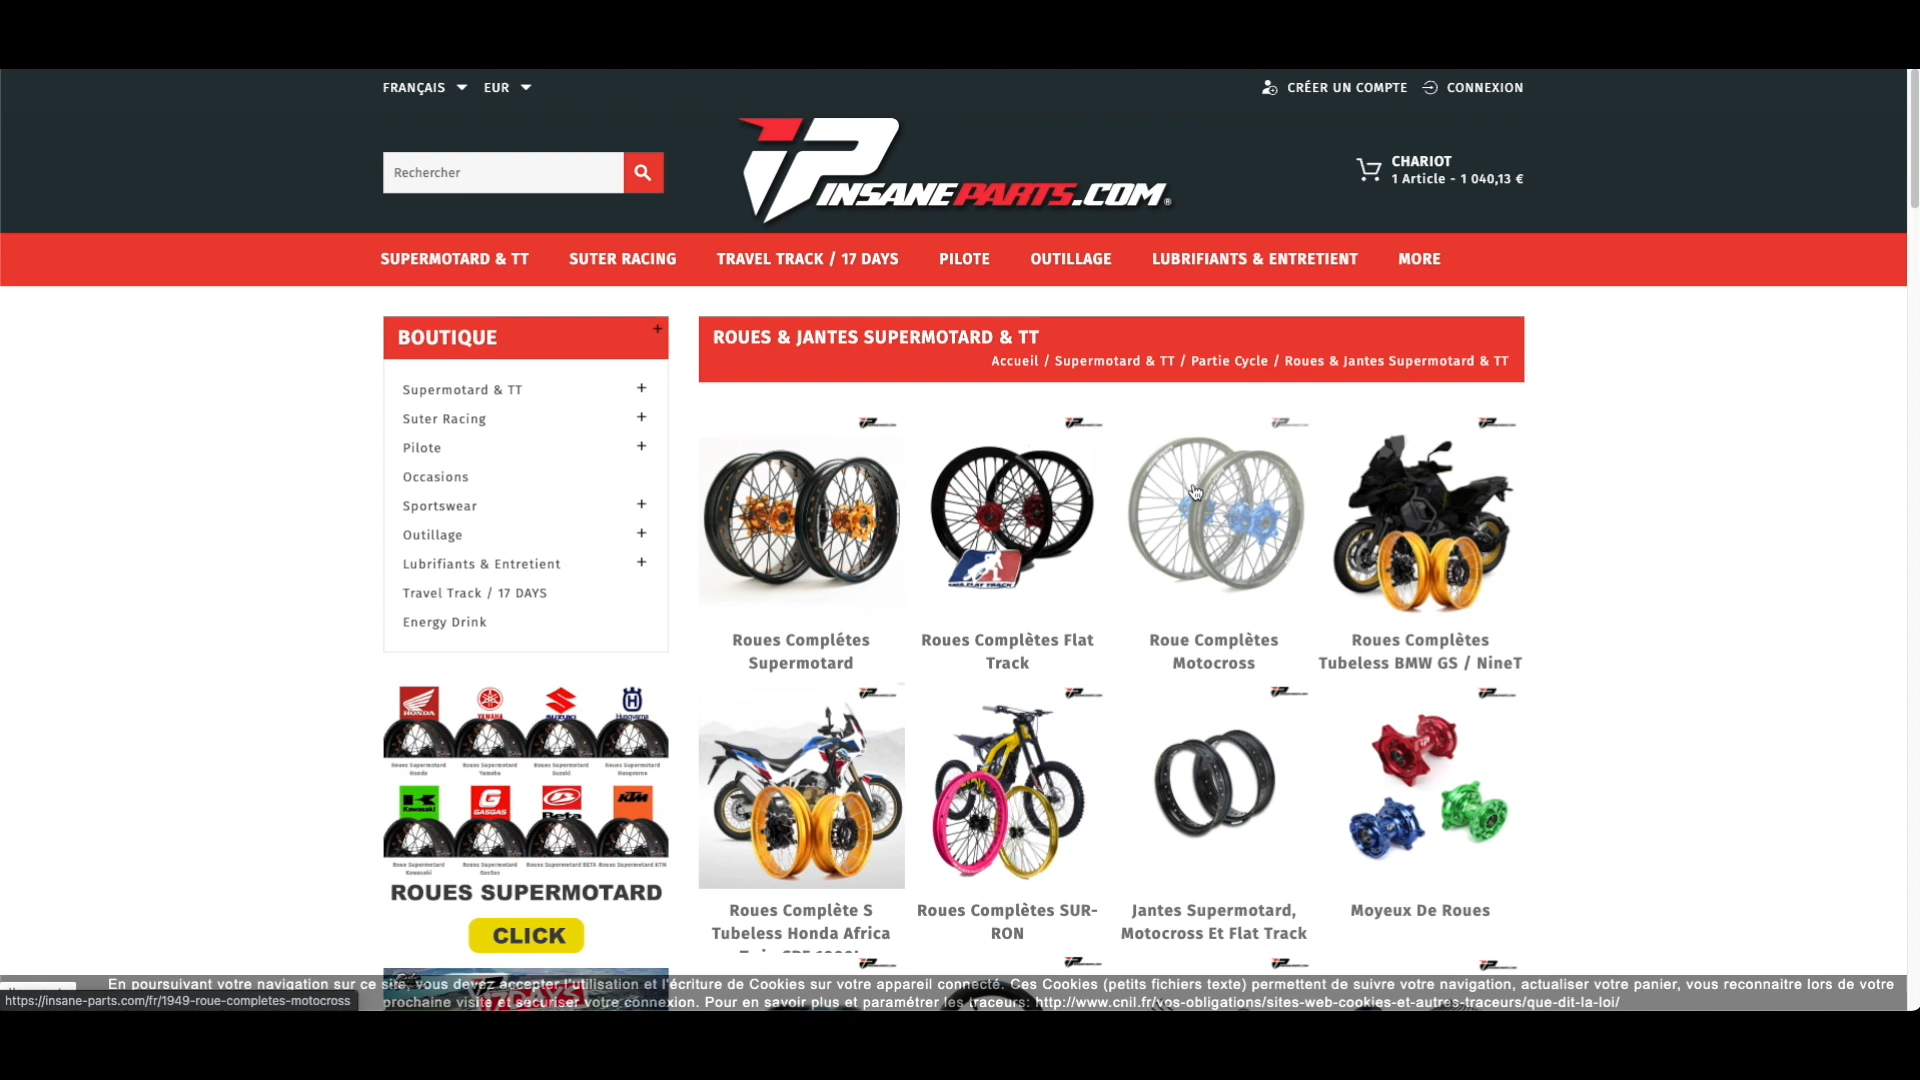 FRANÇAIS EUR
CRÉER UN COMPTE CONNEXION
Rechercher
INSANEPARTS.COM®
CHARIOT
1 Article - 1 040,13 €
SUPERMOTARD & TT SUTER RACING TRAVEL TRACK / 17 DAYS PILOTE OUTILLAGE LUBRIFIANTS & ENTRETIENT MORE
BOUTIQUE +
Supermotard & TT +
Suter Racing +
Pilote +
Occasions
Sportswear +
Outillage +
Lubrifiants & Entretient +
Travel Track / 17 DAYS
Energy Drink
HONDA YAMAHA SUZUKI Husqvarna
Roues Supermotard Honda
Roues Supermotard Yamaha
Roues Supermotard Suzuki
Roues Supermotard Husqvarna
Kawasaki GASGAS Beta KTM
Roue Supermotard Kawasaki
Roues Supermotard GasGas
Roues Supermotard BETA
Roues Supermotard KTM
ROUES SUPERMOTARD
CLICK
ROUES & JANTES SUPERMOTARD & TT
Accueil / Supermotard & TT / Partie Cycle / Roues & Jantes Supermotard & TT
Roues Complétes
Supermotard
Roues Complètes Flat
Track
Roue Complètes
Motocross
Roues Complètes
Tubeless BMW GS / NineT
Roues Complète S
Tubeless Honda Africa
Roues Complètes SUR-
RON
Jantes Supermotard,
Motocross Et Flat Track
Moyeux De Roues
En poursuivant votre navigation sur ce site, vous devez accepter l'utilisation et l'écriture de Cookies sur votre appareil connecté. Ces Cookies (petits fichiers texte) permettent de suivre votre navigation, actualiser votre panier, vous reconnaitre lors de votre
prochaine visite et sécuriser votre connexion. Pour en savoir plus et paramétrer les traceurs: http://www.cnil.fr/vos-obligations/sites-web-cookies-et-autres-traceurs/que-dit-la-loi/
https://insane-parts.com/fr/1949-roue-completes-motocross